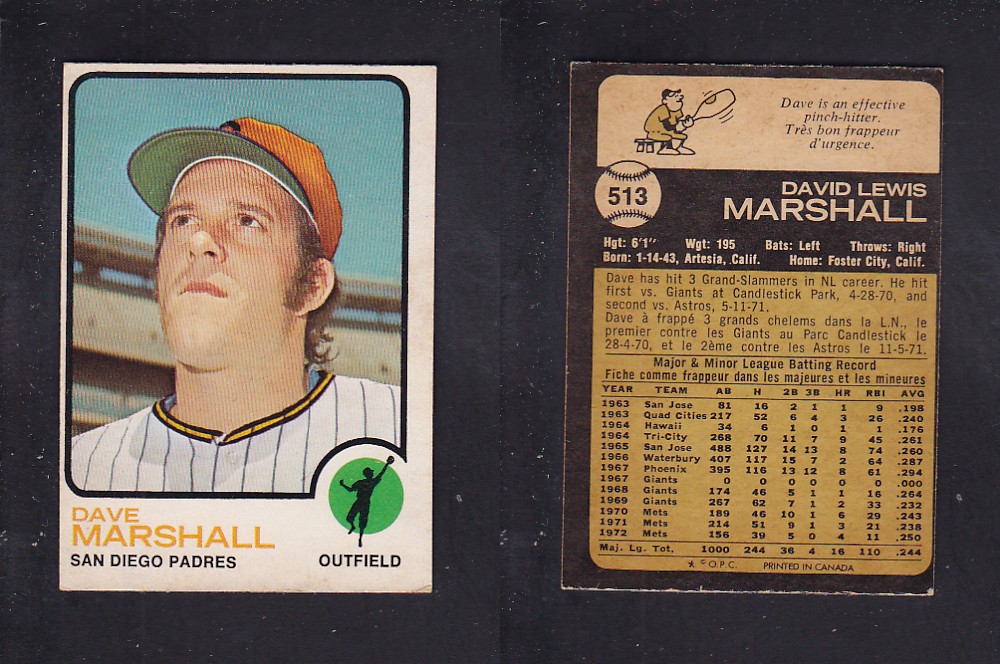 DAVE
MARSHALL
SAN DIEGO PADRES
OUTFIELD
Dave is an effective
pinch-hitter.
Très bon frappeur
d'urgence.
513
DAVID LEWIS
MARSHALL
Hgt: 6'1" Wgt: 195 Bats: Left Throws: Right
Born: 1-14-43, Artesia, Calif. Home: Foster City, Calif.
Dave has hit 3 Grand-Slammers in NL career. He hit
first vs. Giants at Candlestick Park, 4-28-70, and
second vs. Astros, 5-11-71.
Dave à frappé 3 grands chelems dans la L.N., le
premier contre les Giants au Parc Candlestick le
28-4-70, et le 2ème contre les Astros le 11-5-71.
Major & Minor League Batting Record
Fiche comme frappeur dans les majeures et les mineures
YEAR TEAM AB H 2B 3B HR RBI AVG
1963 San Jose 81 16 2 1 1 9 .198
1963 Quad Cities 217 52 6 4 3 26 .240
1964 Hawaii 34 6 1 0 1 1 .176
1964 Tri-City 268 70 11 7 9 45 .261
1965 San Jose 488 127 14 13 8 74 .260
1966 Waterbury 407 117 15 7 2 64 .287
1967 Phoenix 395 116 13 12 8 61 .294
1967 Giants 0 0 0 0 0 0 .000
1968 Giants 174 46 5 1 1 16 .264
1969 Giants 267 62 7 1 2 33 .232
1970 Mets 189 46 10 1 6 29 .243
1971 Mets 214 51 9 1 3 21 .238
1972 Mets 156 39 5 0 4 11 .250
Maj. Lg. Tot. 1000 244 36 4 16 110 .244
* © O.P.C. PRINTED IN CANADA